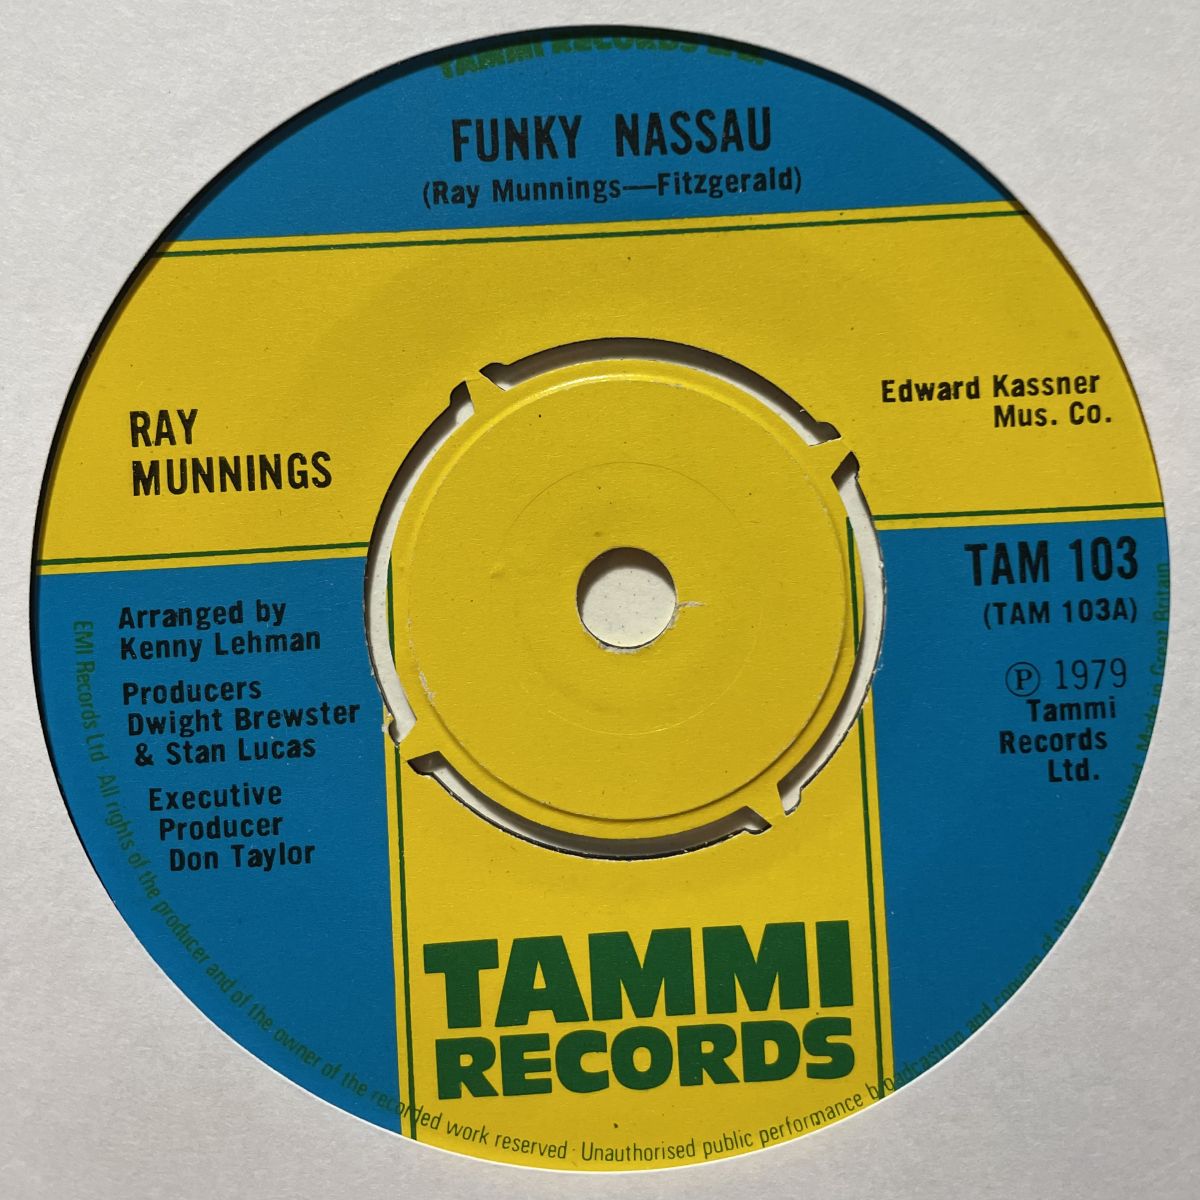 TAMMI RECORDS LTD.
FUNKY NASSAU
(Ray Munnings—Fitzgerald)
RAY
MUNNINGS
Edward Kassner
Mus. Co.
TAM 103
(TAM 103A)
Ⓟ 1979
Tammi
Records
Ltd.
Arranged by
Kenny Lehman
Producers
Dwight Brewster
& Stan Lucas
Executive
Producer
Don Taylor
TAMMI
RECORDS
EMI Records Ltd All rights of the producer and of the owner of the recorded work reserved · Unauthorised public performance broadcasting and copying of this record prohibited. Made in Great Britain